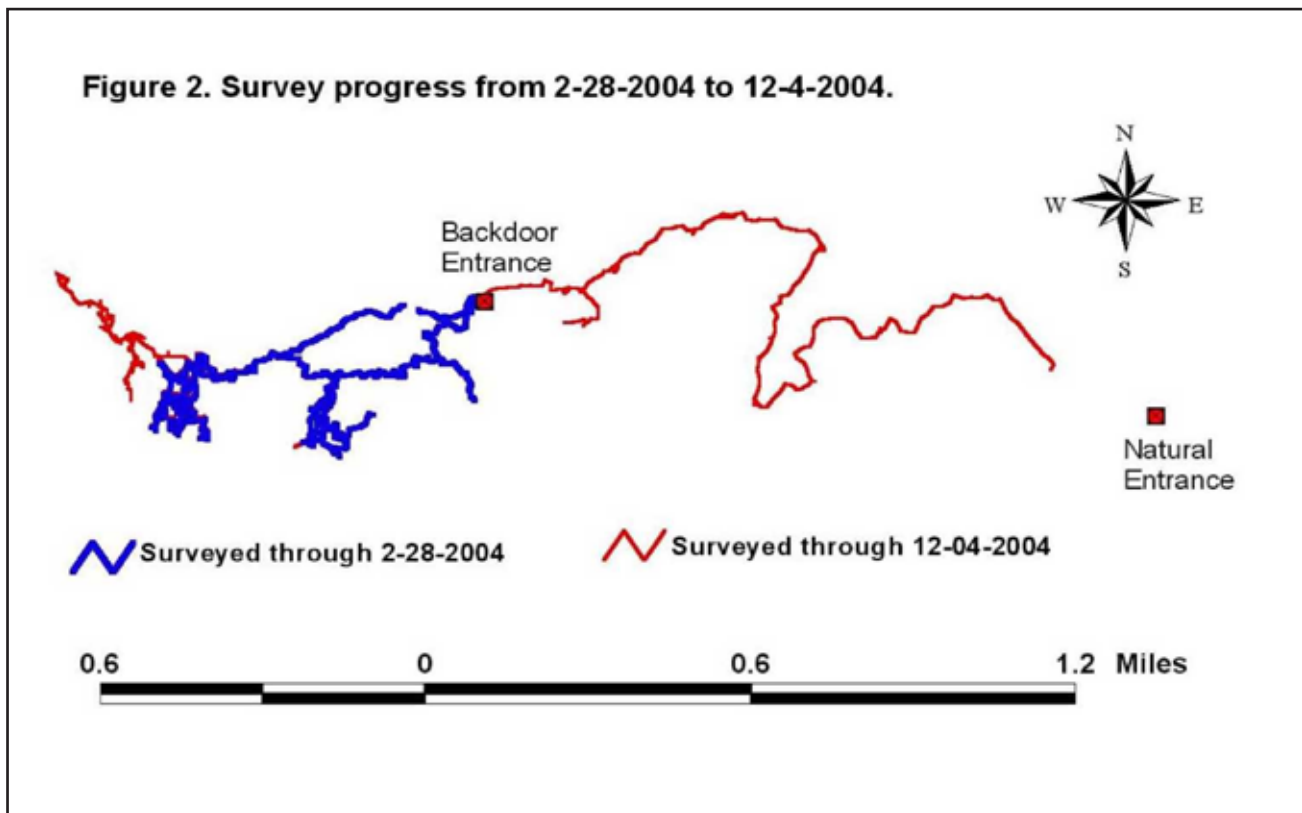 Figure 2. Survey progress from 2-28-2004 to 12-4-2004.
N
W
E
S
Backdoor
Entrance
Natural
Entrance
Surveyed through 2-28-2004
Surveyed through 12-04-2004
0.6 0 0.6 1.2 Miles